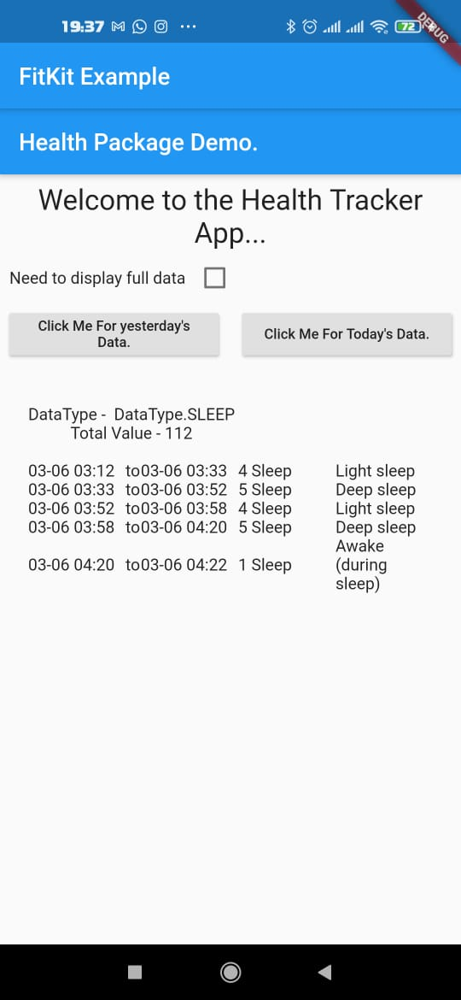 19:37 72
DEBUG
FitKit Example
Health Package Demo.
Welcome to the Health Tracker
App...
Need to display full data
Click Me For yesterday's
Data.
Click Me For Today's Data.
DataType - DataType.SLEEP
Total Value - 112
03-06 03:12 to03-06 03:33 4 Sleep Light sleep
03-06 03:33 to03-06 03:52 5 Sleep Deep sleep
03-06 03:52 to03-06 03:58 4 Sleep Light sleep
03-06 03:58 to03-06 04:20 5 Sleep Deep sleep
Awake
03-06 04:20 to03-06 04:22 1 Sleep (during
sleep)